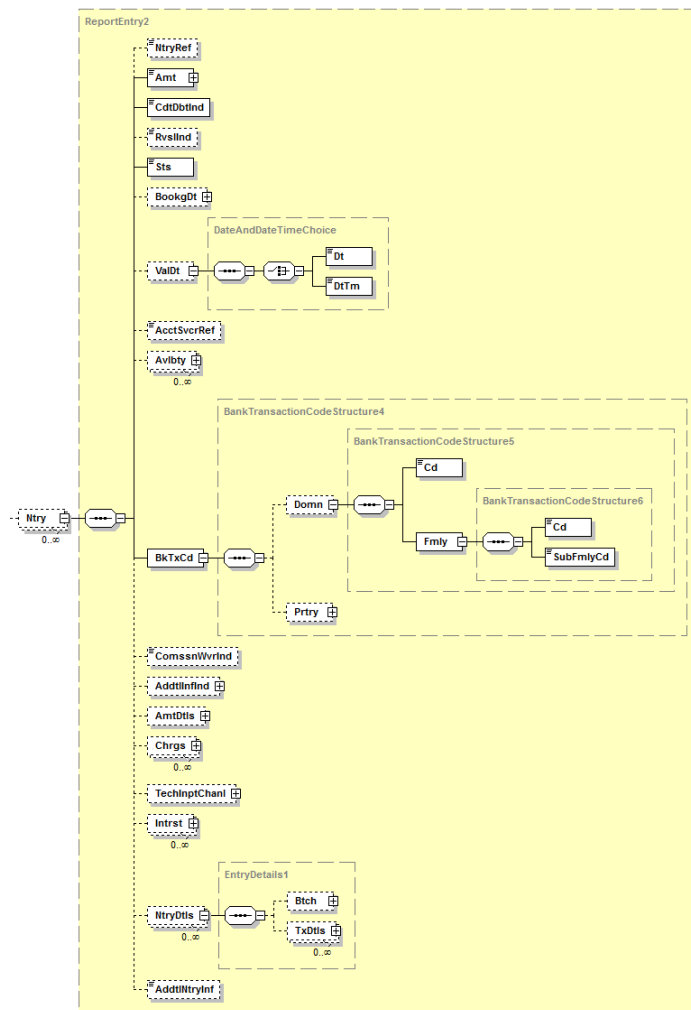 ReportEntry2
NtryRef
Amt
CdtDbtInd
RvslInd
Sts
BookgDt
DateAndDateTimeChoice
Dt
ValDt
DtTm
AcctSvcrRef
Avlbty
0..∞
BankTransactionCodeStructure4
BankTransactionCodeStructure5
Cd
BankTransactionCodeStructure6
Domn
Ntry
0..∞
Cd
Fmly
BkTxCd
SubFmlyCd
Prtry
ComssnWvrInd
AddtlInfInd
AmtDtls
Chrgs
0..∞
TechInptChanl
Intrst
0..∞
EntryDetails1
Btch
NtryDtls
0..∞
TxDtls
0..∞
AddtlNtryInf